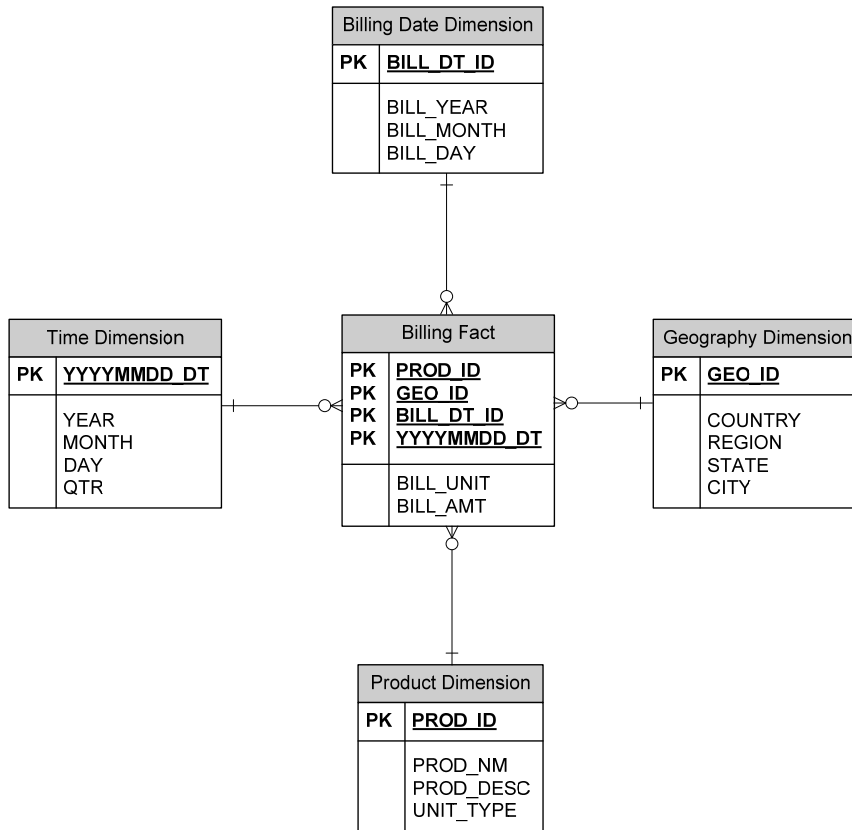 Billing Date Dimension
PK BILL_DT_ID
BILL_YEAR
BILL_MONTH
BILL_DAY
Time Dimension
PK YYYYMMDD_DT
YEAR
MONTH
DAY
QTR
Billing Fact
PK PROD_ID
PK GEO_ID
PK BILL_DT_ID
PK YYYYMMDD_DT
BILL_UNIT
BILL_AMT
Geography Dimension
PK GEO_ID
COUNTRY
REGION
STATE
CITY
Product Dimension
PK PROD_ID
PROD_NM
PROD_DESC
UNIT_TYPE